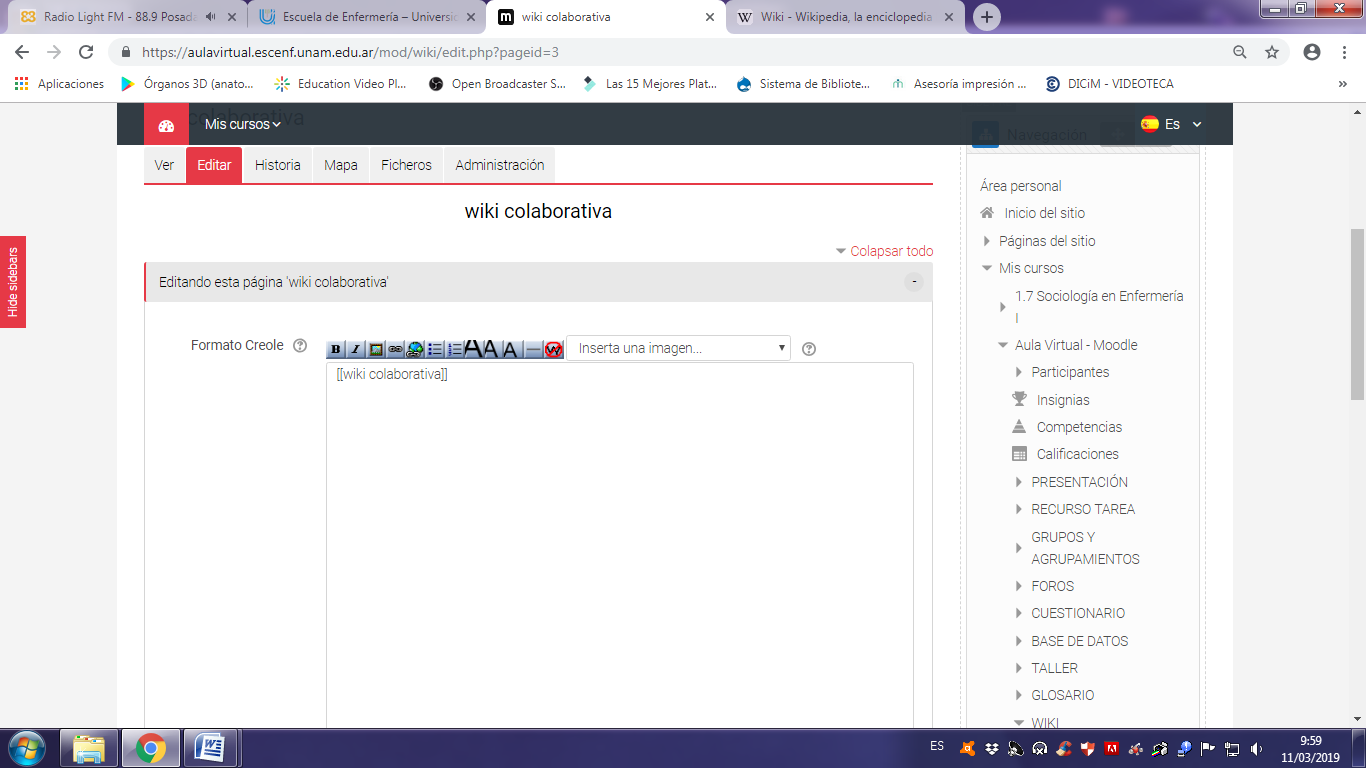 Radio Light FM - 88.9 Posada
Escuela de Enfermería – Universid
wiki colaborativa
Wiki - Wikipedia, la enciclopedia
https://aulavirtual.escenf.unam.edu.ar/mod/wiki/edit.php?pageid=3
Aplicaciones
Órganos 3D (anato...
Education Video Pl...
Open Broadcaster S...
Las 15 Mejores Plat...
Sistema de Bibliote...
Asesoría impresión ...
DICiM - VIDEOTECA
»
colaborativa
Mis cursos
Es
Navegación
Ver
Editar
Historia
Mapa
Ficheros
Administración
wiki colaborativa
Colapsar todo
Editando esta página 'wiki colaborativa'
-
Formato Creole
B I
A A A
W
Inserta una imagen...
[[wiki colaborativa]]
Hide sidebars
Área personal
Inicio del sitio
Páginas del sitio
Mis cursos
1.7 Sociología en Enfermería
I
Aula Virtual - Moodle
Participantes
Insignias
Competencias
Calificaciones
PRESENTACIÓN
RECURSO TAREA
GRUPOS Y
AGRUPAMIENTOS
FOROS
CUESTIONARIO
BASE DE DATOS
TALLER
GLOSARIO
WIKI
ES
9:59
11/03/2019